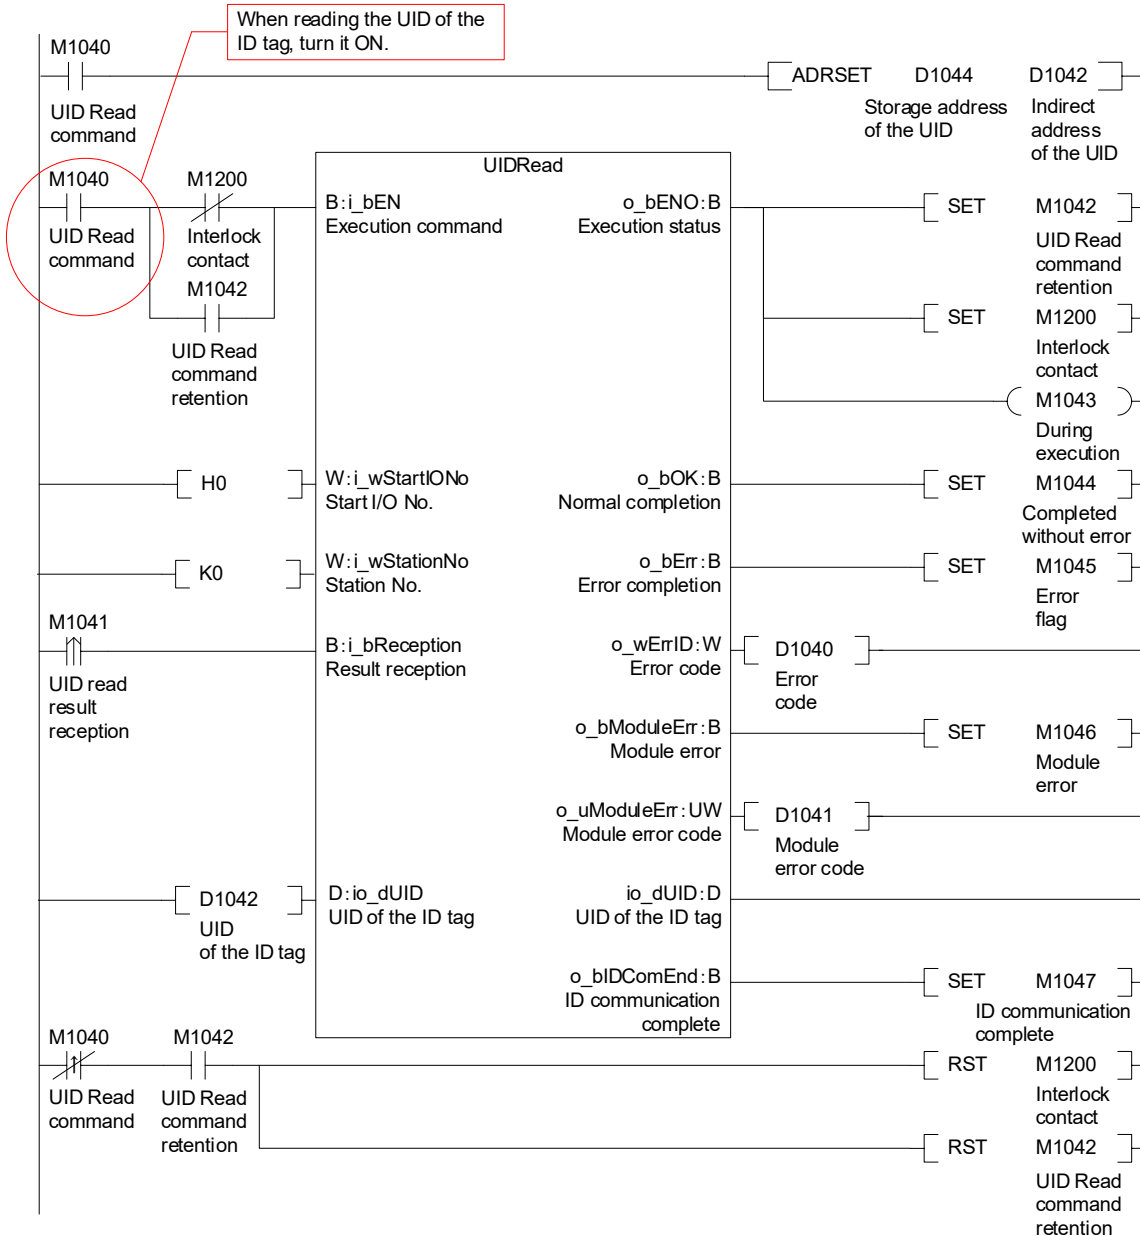 When reading the UID of the
ID tag, turn it ON.
M1040
UID Read
command
ADRSET D1044 D1042
Storage address
of the UID
Indirect
address
of the UID
M1040
UID Read
command
M1200
Interlock
contact
M1042
UID Read
command
retention
UIDRead
B:i_bEN
Execution command
o_bENO:B
Execution status
SET M1042
UID Read
command
retention
SET M1200
Interlock
contact
M1043
During
execution
H0
W:i_wStartIONo
Start I/O No.
o_bOK:B
Normal completion
SET M1044
Completed
without error
K0
W:i_wStationNo
Station No.
o_bErr:B
Error completion
SET M1045
Error
flag
M1041
UID read
result
reception
B:i_bReception
Result reception
o_wErrID:W
Error code
D1040
Error
code
o_bModuleErr:B
Module error
SET M1046
Module
error
o_uModuleErr:UW
Module error code
D1041
Module
error code
D1042
UID
of the ID tag
D:io_dUID
UID of the ID tag
io_dUID:D
UID of the ID tag
o_bIDComEnd:B
ID communication
complete
SET M1047
ID communication
complete
M1040
UID Read
command
M1042
UID Read
command
retention
RST M1200
Interlock
contact
RST M1042
UID Read
command
retention